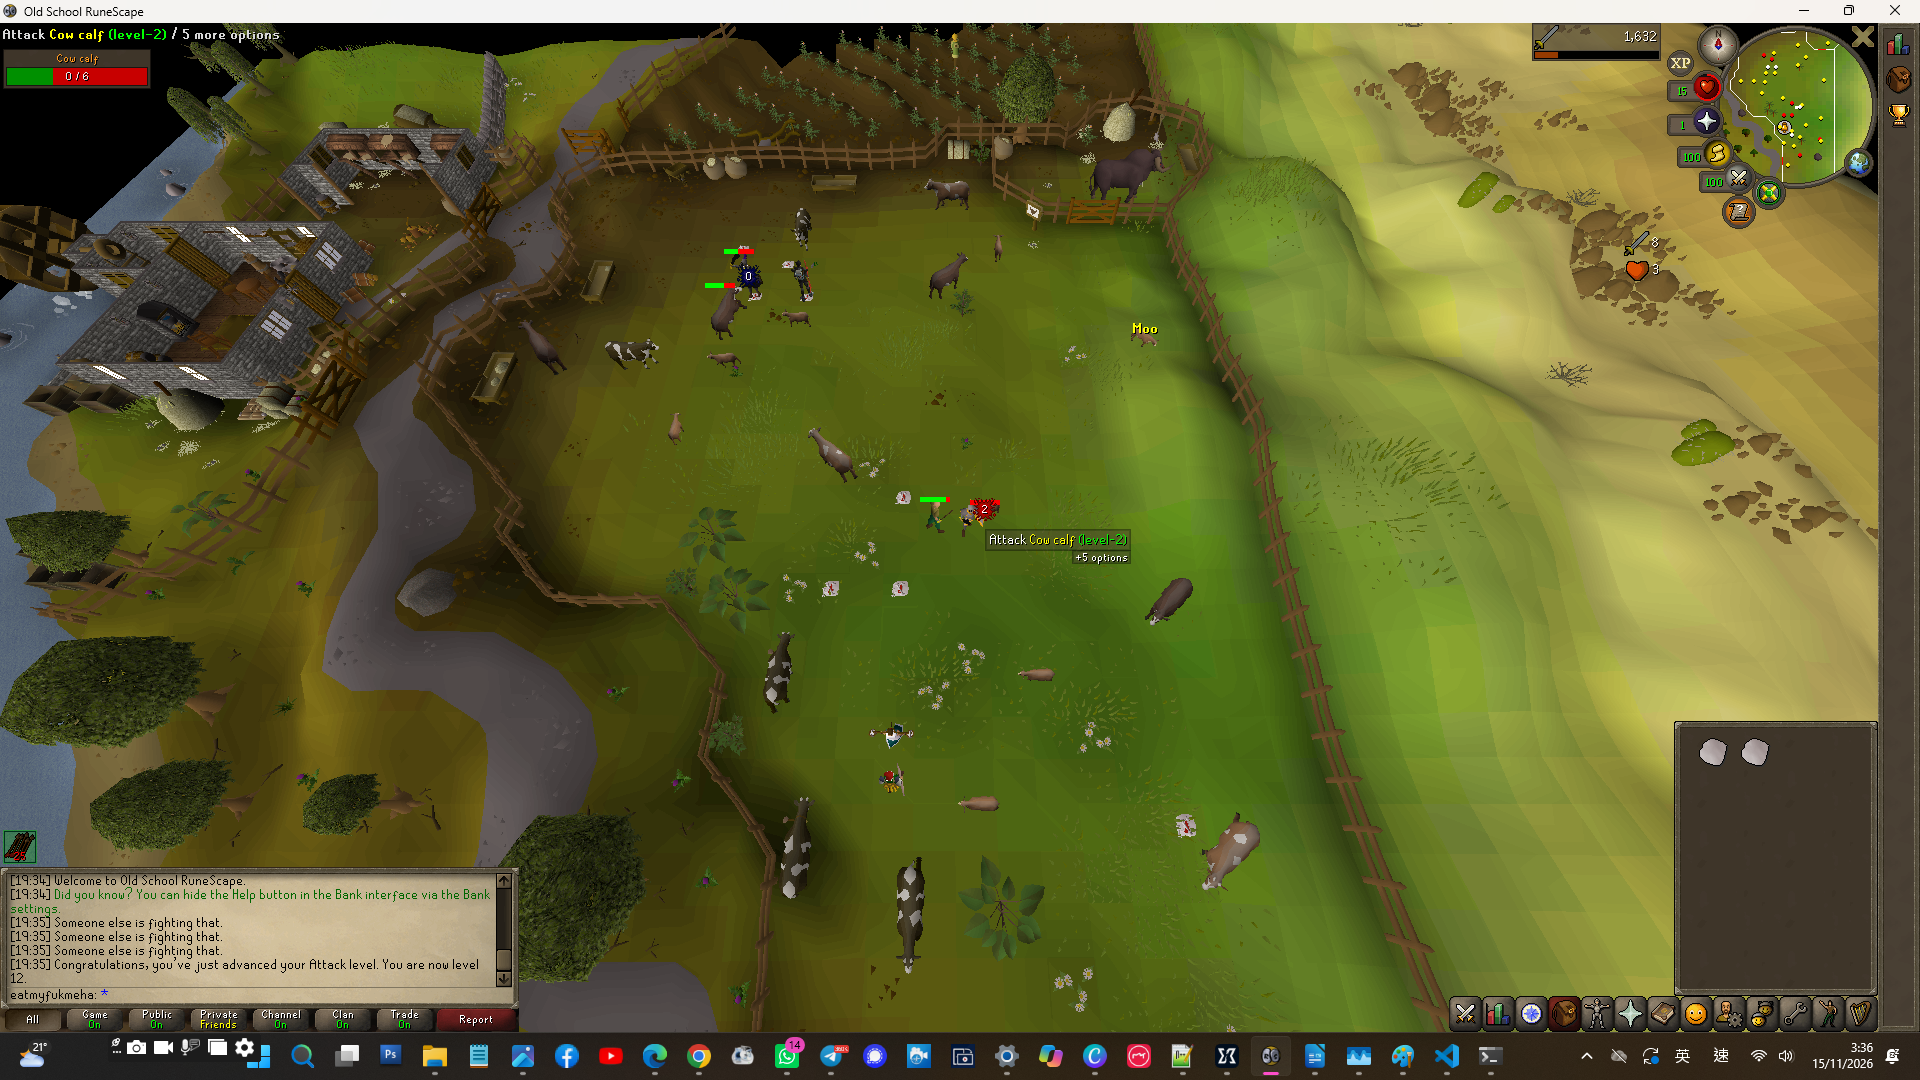 Old School RuneScape
Attack Cow calf (level-2) / 5 more options
Cow calf
0 / 6
1,632
N
XP
15
1
100
100
8
3
0
Moo
2
Attack Cow calf (level-2)
+5 options
[19:34] Welcome to Old School RuneScape.
[19:34] Did you know? You can hide the Help button in the Bank interface via the Bank
settings.
[19:35] Someone else is fighting that.
[19:35] Someone else is fighting that.
[19:35] Someone else is fighting that.
[19:35] Congratulations, you've just advanced your Attack level. You are now level
12.
eatmyfukmeha: *
All
Game
On
Public
On
Private
Friends
Channel
On
Clan
On
Trade
On
Report
21°
Ps
14
英
速
3:36
15/11/2026